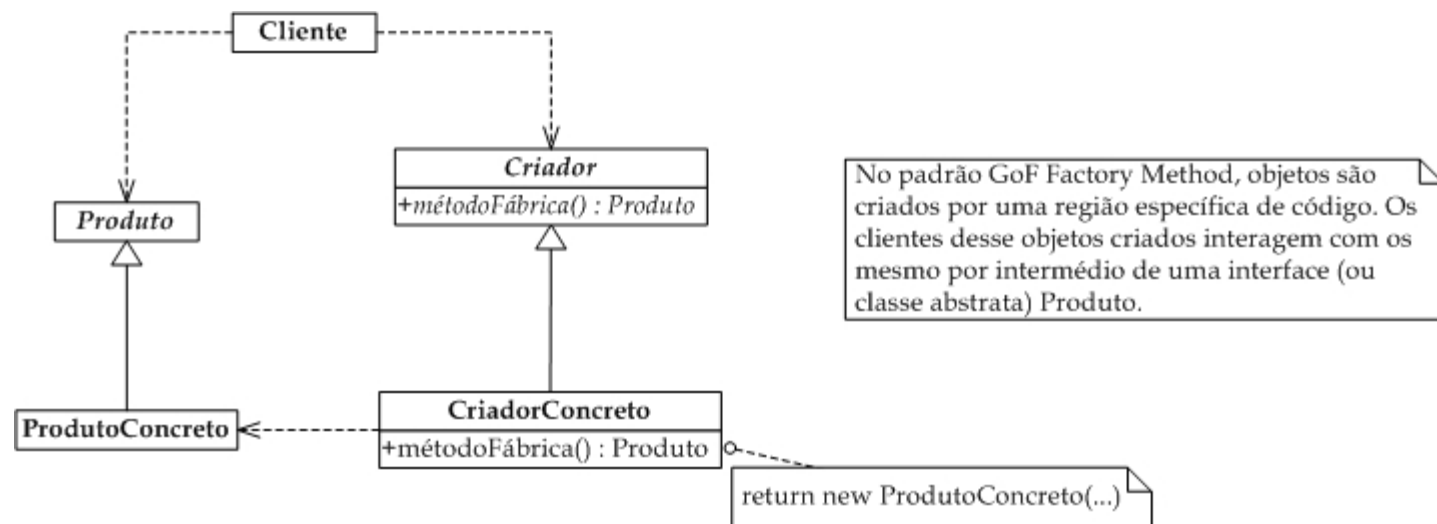 Cliente
Criador
+métodoFábrica() : Produto
Produto
No padrão GoF Factory Method, objetos são
criados por uma região específica de código. Os
clientes desse objetos criados interagem com os
mesmo por intermédio de uma interface (ou
classe abstrata) Produto.
ProdutoConcreto
CriadorConcreto
+métodoFábrica() : Produto
return new ProdutoConcreto(...)